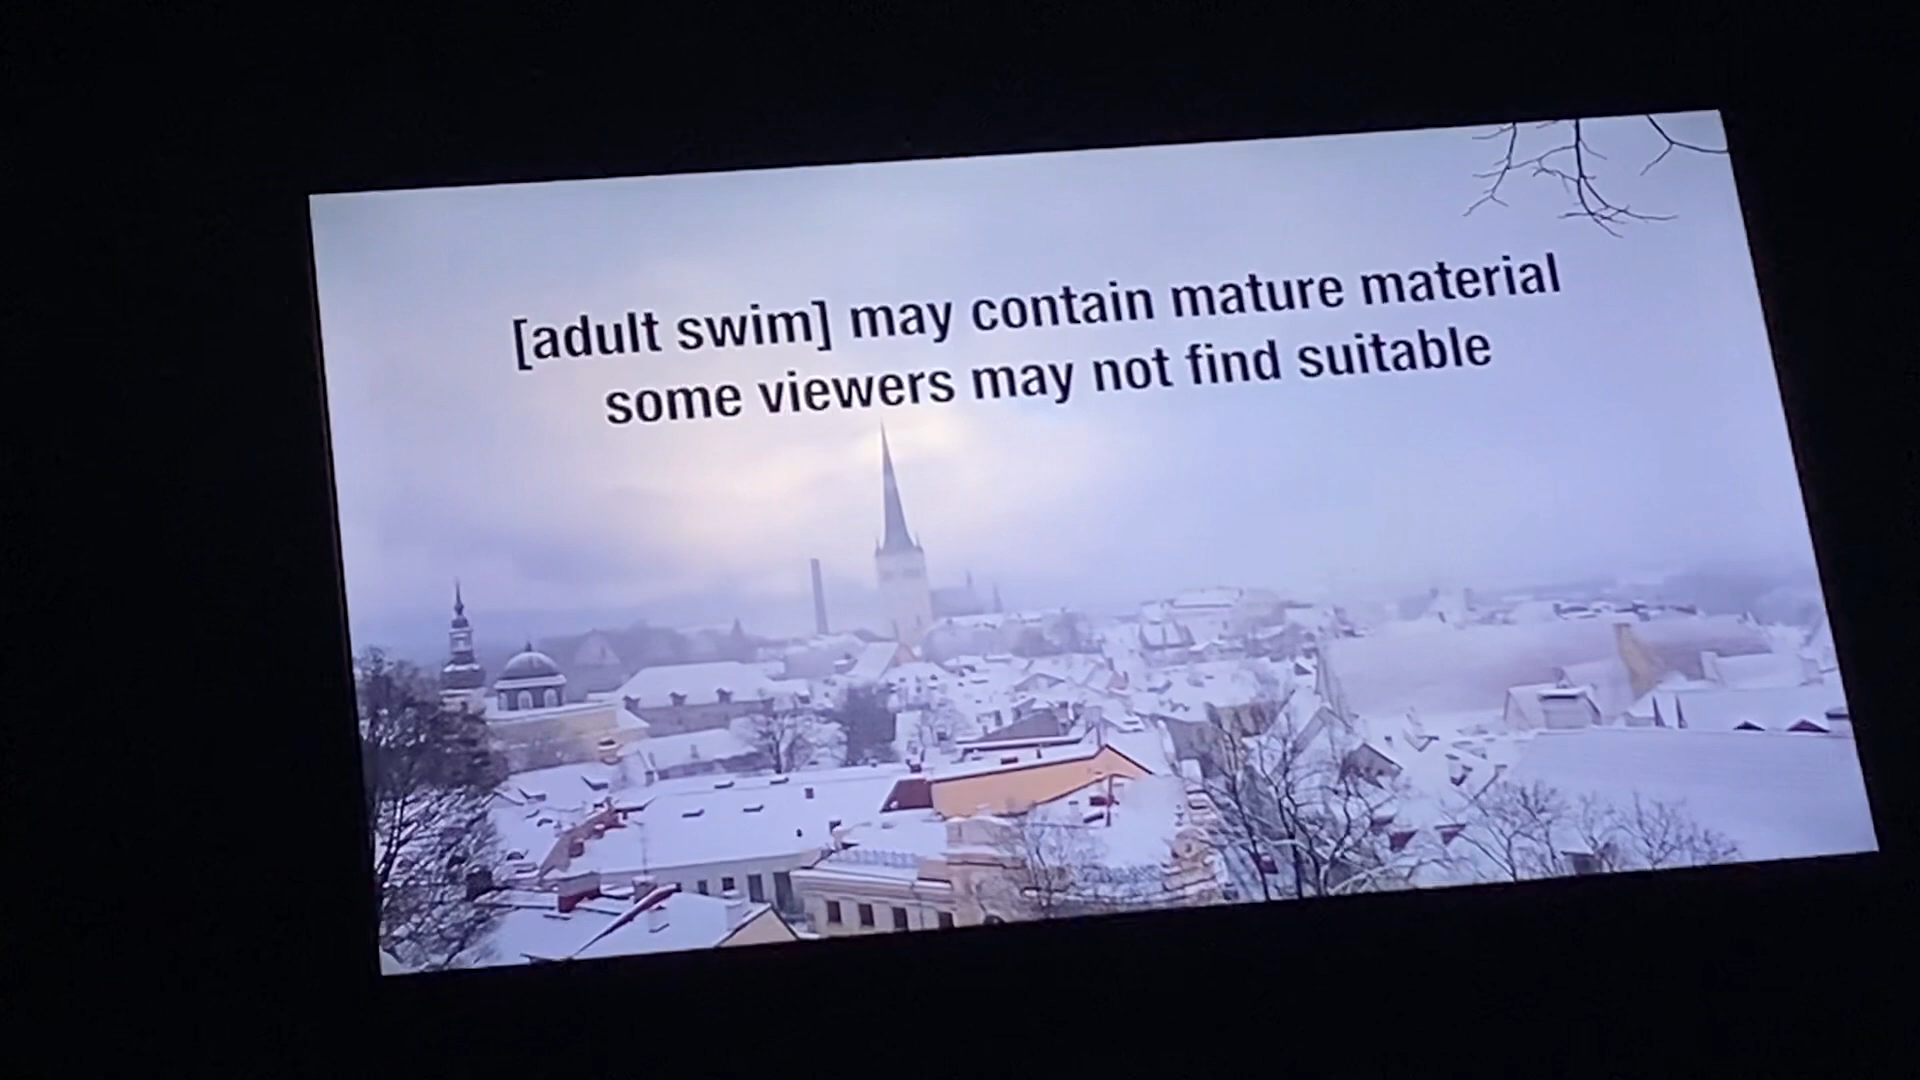 [adult swim] may contain mature material
some viewers may not find suitable